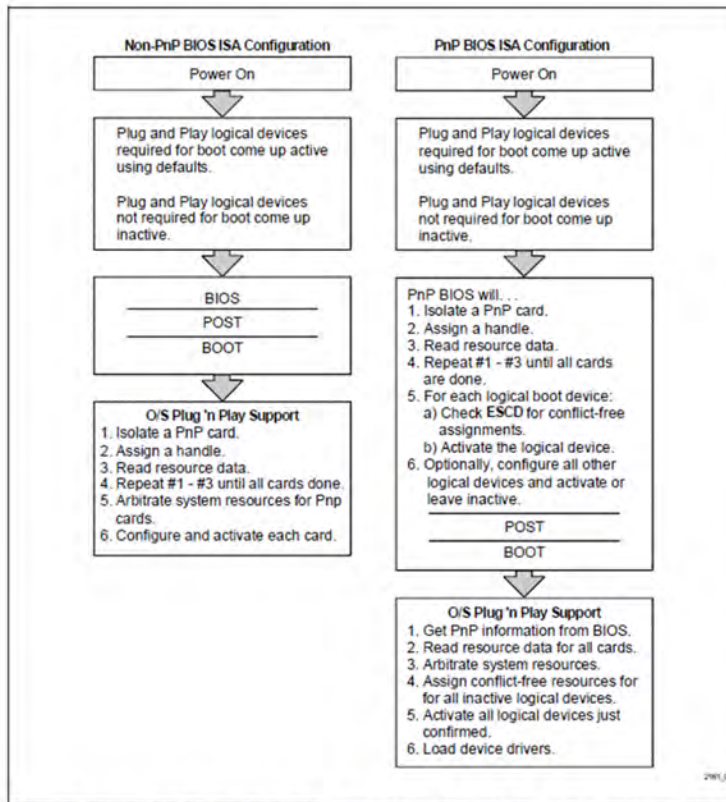 Non-PnP BIOS ISA Configuration
Power On
Plug and Play logical devices
required for boot come up active
using defaults.
Plug and Play logical devices
not required for boot come up
inactive.
BIOS
POST
BOOT
O/S Plug 'n Play Support
1. Isolate a PnP card.
2. Assign a handle.
3. Read resource data.
4. Repeat #1 - #3 until all cards done.
5. Arbitrate system resources for Pnp
cards.
6. Configure and activate each card.
PnP BIOS ISA Configuration
Power On
Plug and Play logical devices
required for boot come up active
using defaults.
Plug and Play logical devices
not required for boot come up
inactive.
PnP BIOS will. . .
1. Isolate a PnP card.
2. Assign a handle.
3. Read resource data.
4. Repeat #1 - #3 until all cards
are done.
5. For each logical boot device:
a) Check ESCD for conflict-free
assignments.
b) Activate the logical device.
6. Optionally, configure all other
logical devices and activate or
leave inactive.
POST
BOOT
O/S Plug 'n Play Support
1. Get PnP information from BIOS.
2. Read resource data for all cards.
3. Arbitrate system resources.
4. Assign conflict-free resources for
for all inactive logical devices.
5. Activate all logical devices just
confirmed.
6. Load device drivers.